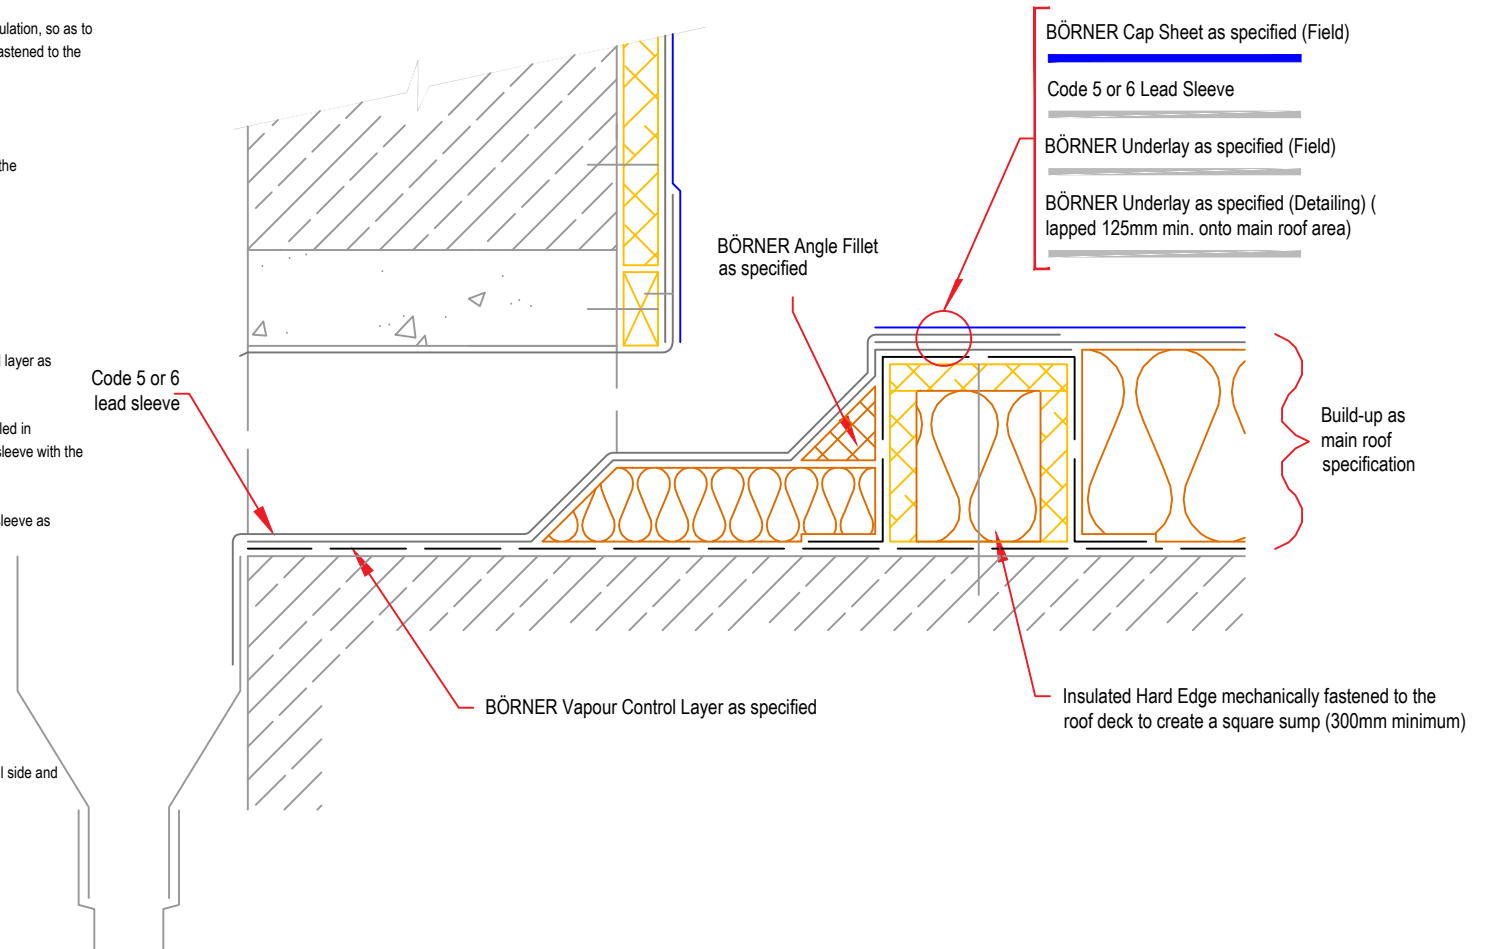 ulation, so as to
astened to the
the
l layer as
led in
sleeve with the
sleeve as
l side and
BÖRNER Cap Sheet as specified (Field)
Code 5 or 6 Lead Sleeve
BÖRNER Underlay as specified (Field)
BÖRNER Underlay as specified (Detailing) (
lapped 125mm min. onto main roof area)
BÖRNER Angle Fillet
as specified
Code 5 or 6
lead sleeve
Build-up as
main roof
specification
BÖRNER Vapour Control Layer as specified
Insulated Hard Edge mechanically fastened to the
roof deck to create a square sump (300mm minimum)